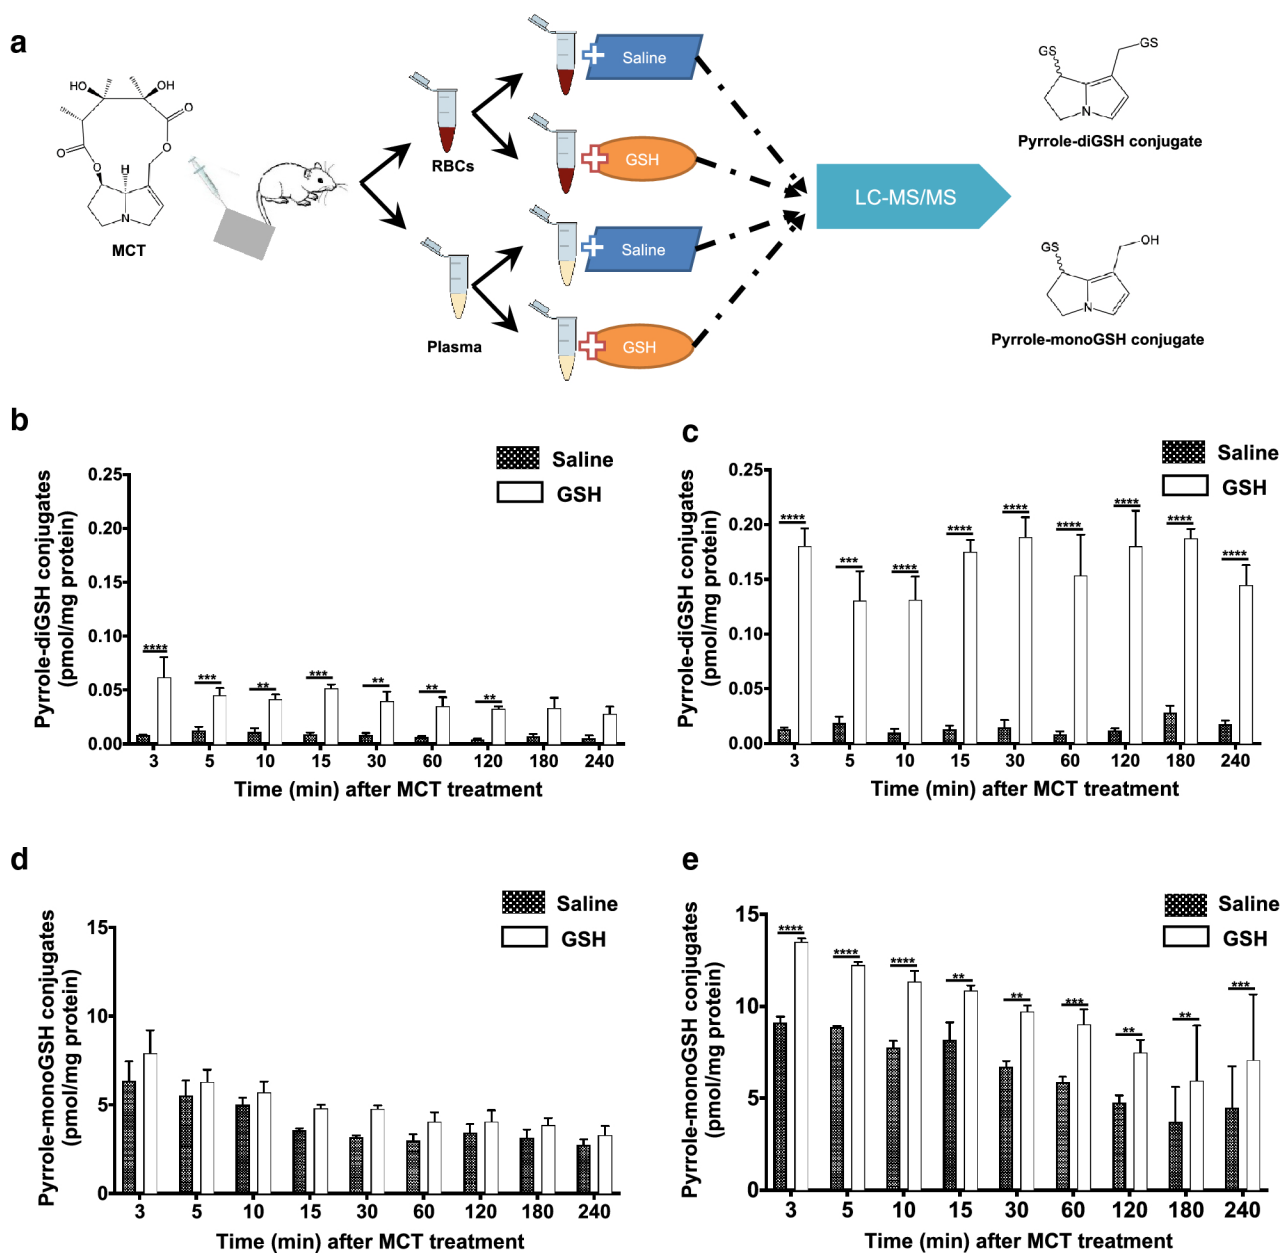 a
HO
OH
O
O
O
O
H
N
MCT
RBCs
Plasma
Saline
GSH
Saline
GSH
LC-MS/MS
GS
GS
N
Pyrrole-diGSH conjugate
GS
OH
N
Pyrrole-monoGSH conjugate
b
Saline
GSH
Pyrrole-diGSH conjugates
(pmol/mg protein)
0.25
0.20
0.15
0.10
0.05
0.00
**** *** ** *** ** ** **
3 5 10 15 30 60 120 180 240
Time (min) after MCT treatment
c
Saline
GSH
Pyrrole-diGSH conjugates
(pmol/mg protein)
0.25
0.20
0.15
0.10
0.05
0.00
**** *** **** **** **** **** **** **** ****
3 5 10 15 30 60 120 180 240
Time (min) after MCT treatment
d
Saline
GSH
Pyrrole-monoGSH conjugates
(pmol/mg protein)
15
10
5
0
3 5 10 15 30 60 120 180 240
Time (min) after MCT treatment
e
Saline
GSH
Pyrrole-monoGSH conjugates
(pmol/mg protein)
15
10
5
0
**** **** **** ** ** *** ** ** ***
3 5 10 15 30 60 120 180 240
Time (min) after MCT treatment